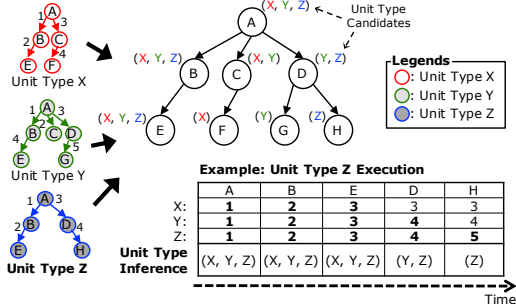 A
1 3
2 B C
4
E F
Unit Type X
A
1 3
2
B C D
4 5
E G
Unit Type Y
A
1 3
2 B D 4
E H
Unit Type Z
(X, Y, Z)
A
Unit Type
Candidates
(X, Y, Z)
B
(X, Y)
C
(Y, Z)
D
(X, Y, Z)
E
(X)
F
(Y)
G
(Z)
H
Legends
: Unit Type X
: Unit Type Y
: Unit Type Z
Example: Unit Type Z Execution
A B E D H
X: 1 2 3 3 3
Y: 1 2 3 4 4
Z: 1 2 3 4 5
Unit Type
Inference
(X, Y, Z) (X, Y, Z) (X, Y, Z) (Y, Z) (Z)
Time